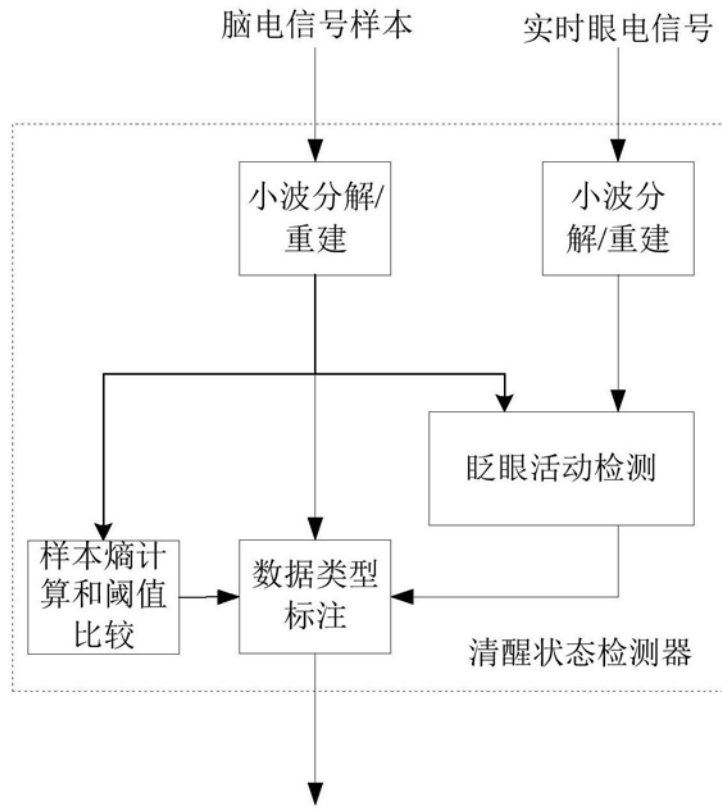 脑电信号样本
实时眼电信号
小波分解/
重建
小波分
解/重建
眨眼活动检测
样本熵计
算和阈值
比较
数据类型
标注
清醒状态检测器